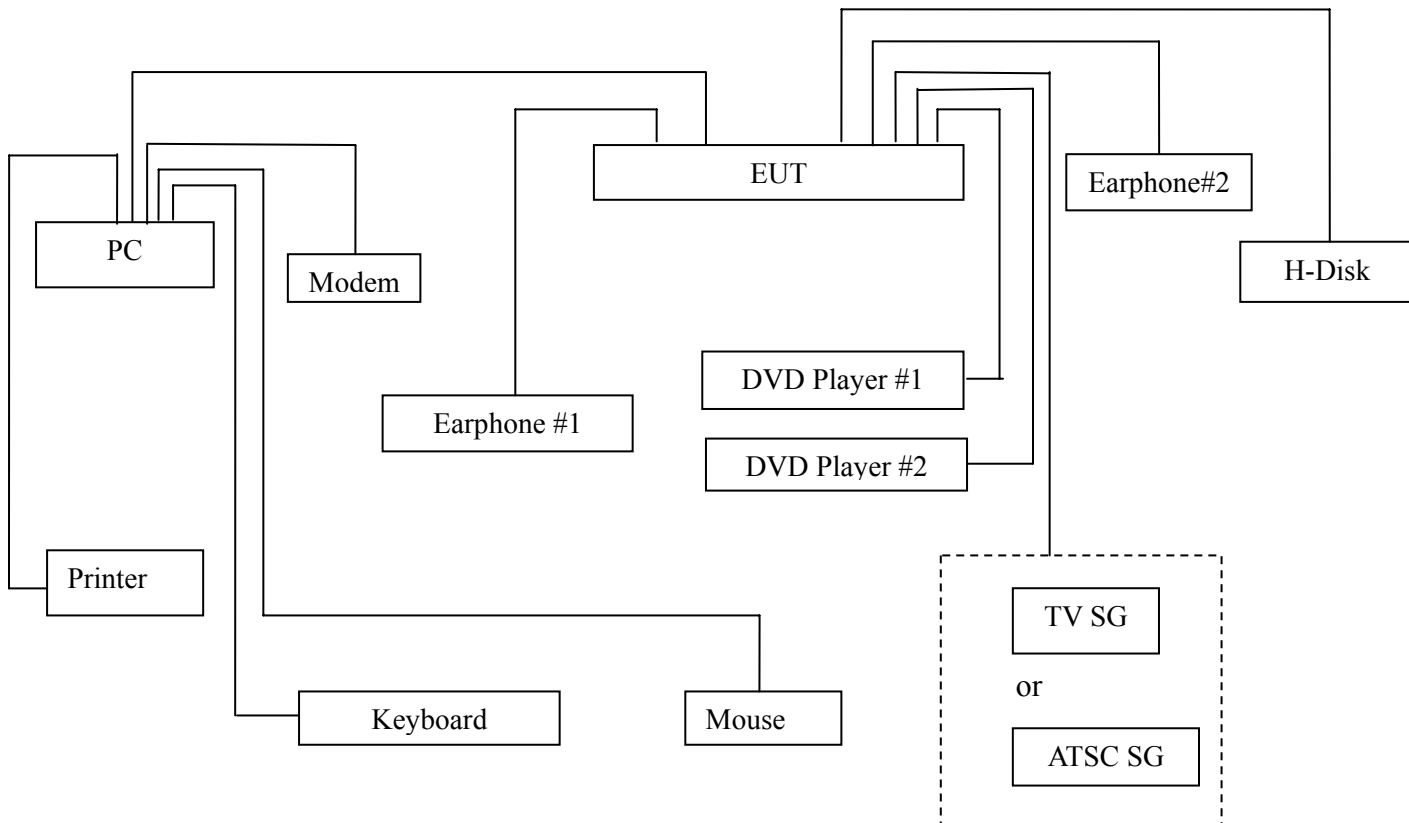 EUT
Earphone#2
PC
Modem
H-Disk
DVD Player #1
Earphone #1
DVD Player #2
Printer
TV SG
or
Keyboard
Mouse
ATSC SG